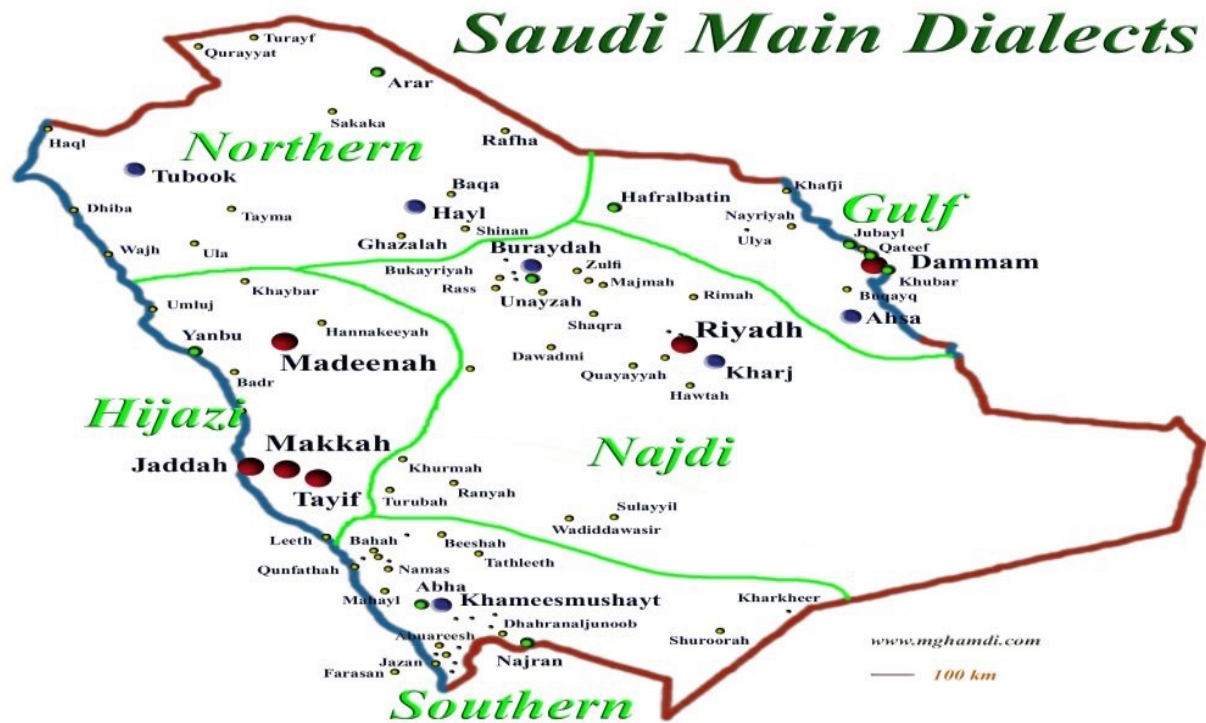 Saudi Main Dialects
Turayf
Qurayyat
Arar
Sakaka
Haql
Northern
Rafha
Tubook
Baqa
Khafji
Dhiba
Tayma
Hayl
Hafralbatin
Gulf
Nayriyah
Shinan
Ulya
Jubayl
Wajh
Ula
Ghazalah
Buraydah
Qateef
Dammam
Bukayriyah
Zulfi
Khubar
Khaybar
Rass
Majmah
Unayzah
Rimah
Buqayq
Umluj
Ahsa
Hannakeeyah
Shaqra
Yanbu
Riyadh
Madeenah
Dawadmi
Quayayyah
Kharj
Badr
Hawtah
Hijazi
Makkah
Najdi
Jaddah
Khurmah
Tayif
Turubah
Ranyah
Sulayyil
Wadiddawasir
Leeth
Bahah
Beeshah
Tathleeth
Qunfathah
Namas
Abha
Mahayl
Khameesmushayt
Kharkheer
Dhahranaljunoob
Abuareesh
Shuroorah
www.mghamdi.com
Jazan
Najran
Farasan
100 km
Southern